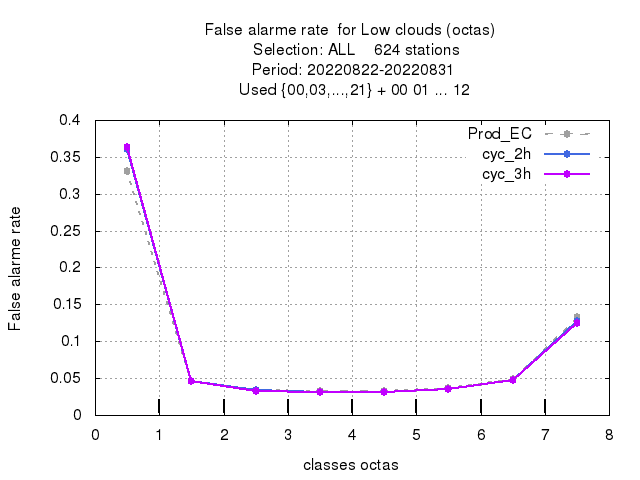 False alarme rate  for Low clouds (octas)
Selection: ALL    624 stations
Period: 20220822-20220831
Used {00,03,...,21} + 00 01 ... 12
Prod_EC
cyc_2h
cyc_3h
False alarme rate
0.4
0.35
0.3
0.25
0.2
0.15
0.1
0.05
0
0 1 2 3 4 5 6 7 8
classes octas